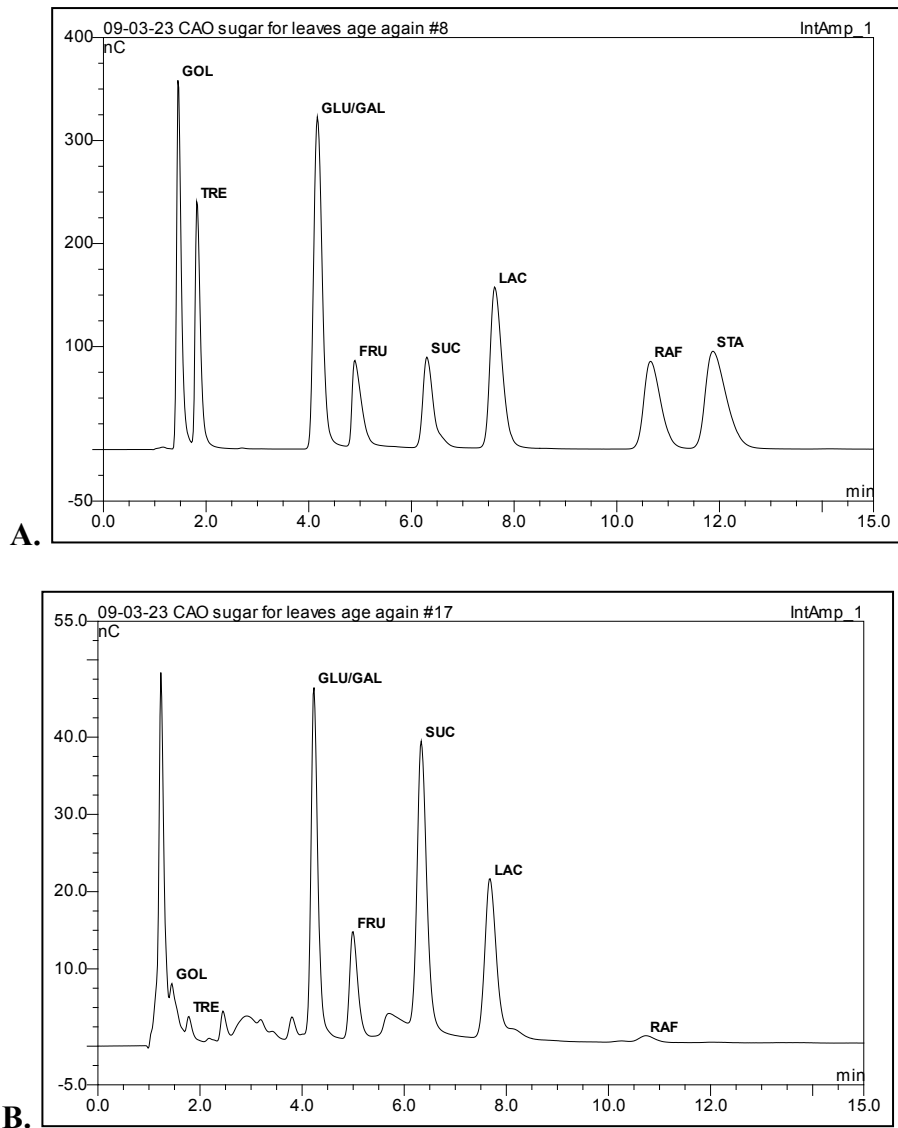 09-03-23 CAO sugar for leaves age again #8 IntAmp_1
400
nC
GOL
GLU/GAL
300
TRE
200
LAC
FRU
SUC
RAF
STA
100
-50
min
0.0 2.0 4.0 6.0 8.0 10.0 12.0 15.0
A.
09-03-23 CAO sugar for leaves age again #17 IntAmp_1
55.0
nC
GLU/GAL
SUC
40.0
30.0
LAC
20.0
FRU
10.0
GOL
TRE
RAF
-5.0
min
0.0 2.0 4.0 6.0 8.0 10.0 12.0 15.0
B.